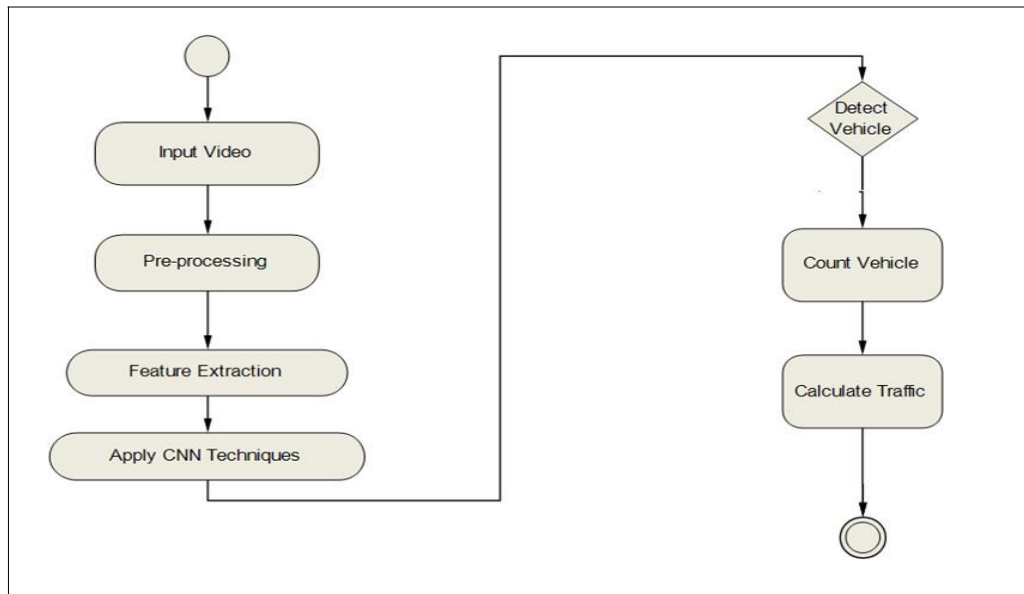 Input Video
Pre-processing
Feature Extraction
Apply CNN Techniques
Detect
Vehicle
Count Vehicle
Calculate Traffic